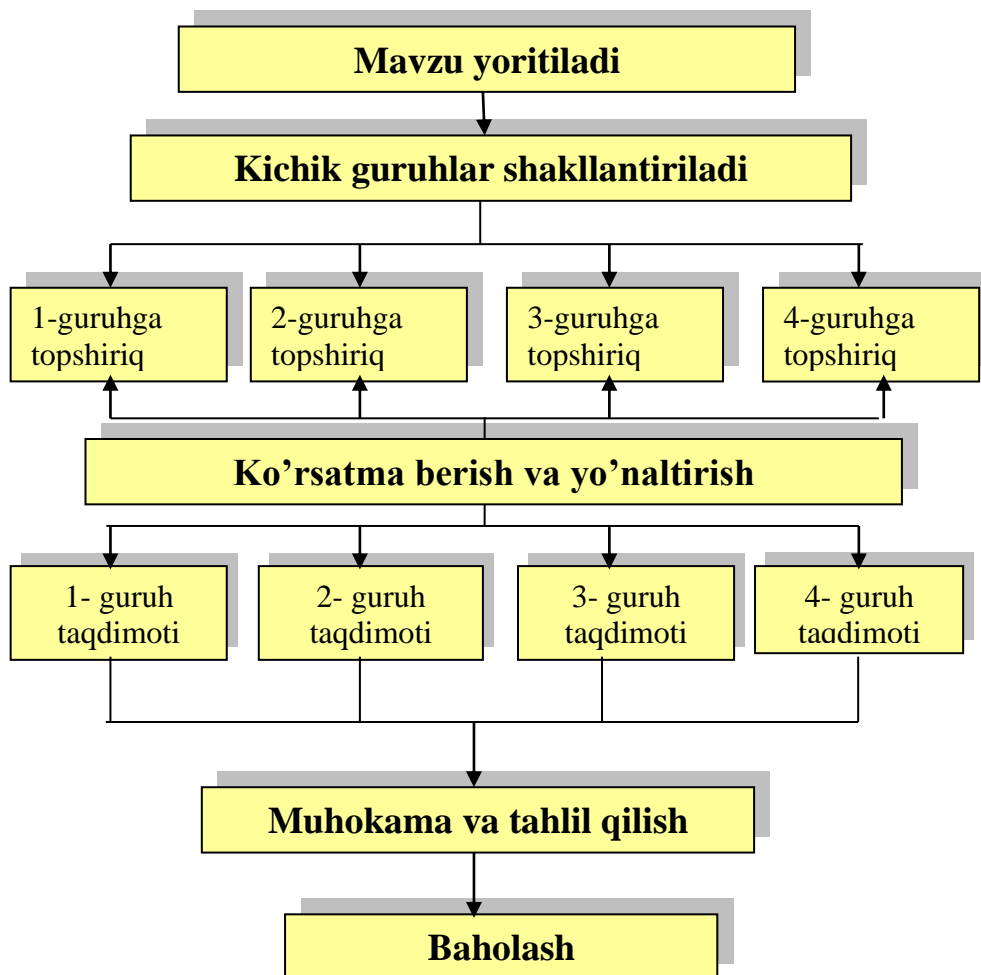 Mavzu yoritiladi
Kichik guruhlar shakllantiriladi
1-guruhga
topshiriq
2-guruhga
topshiriq
3-guruhga
topshiriq
4-guruhga
topshiriq
Ko’rsatma berish va yo’naltirish
1- guruh
taqdimoti
2- guruh
taqdimoti
3- guruh
taqdimoti
4- guruh
taqdimoti
Muhokama va tahlil qilish
Baholash